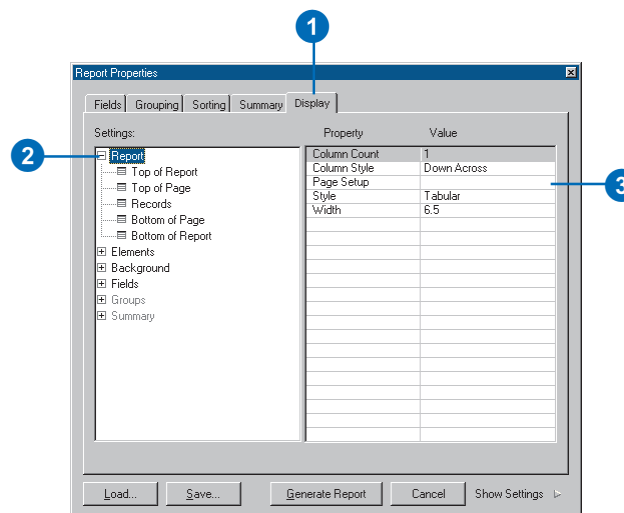 1
Report Properties
Fields Grouping Sorting Summary Display
Settings:
Property Value
2
Report
Top of Report
Top of Page
Records
Bottom of Page
Bottom of Report
Elements
Background
Fields
Groups
Summary
Column Count 1
Column Style Down Across
Page Setup
Style Tabular
Width 6.5
3
Load... Save... Generate Report Cancel Show Settings